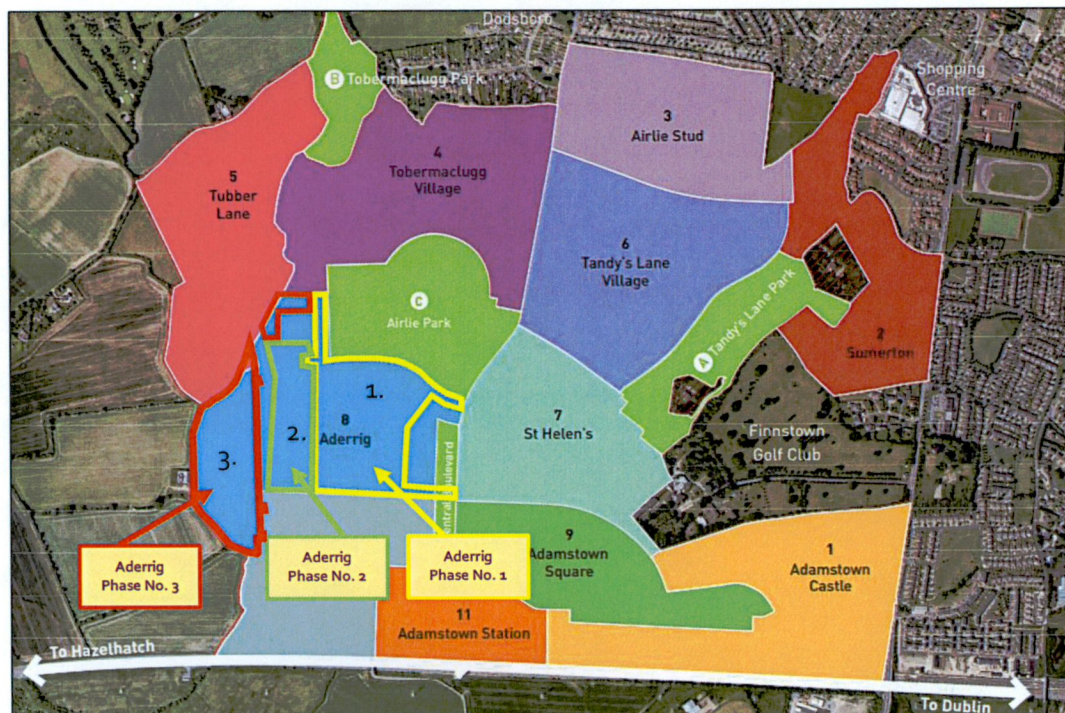 Dodsboro
B Tobermaclugg Park
Shopping
Centre
3
Airlie Stud
4
Tobermaclugg
Village
5
Tubber
Lane
6
Tandy's Lane
Village
C
Airlie Park
A Tandy's Lane Park
2
Somerton
1.
8
Aderrig
2.
3.
7
St Helen's
Finnstown
Golf Club
Boulevard
9
Adamstown
Square
1
Adamstown
Castle
Aderrig
Phase No. 3
Aderrig
Phase No. 2
Aderrig
Phase No. 1
11
Adamstown Station
To Hazelhatch
To Dublin